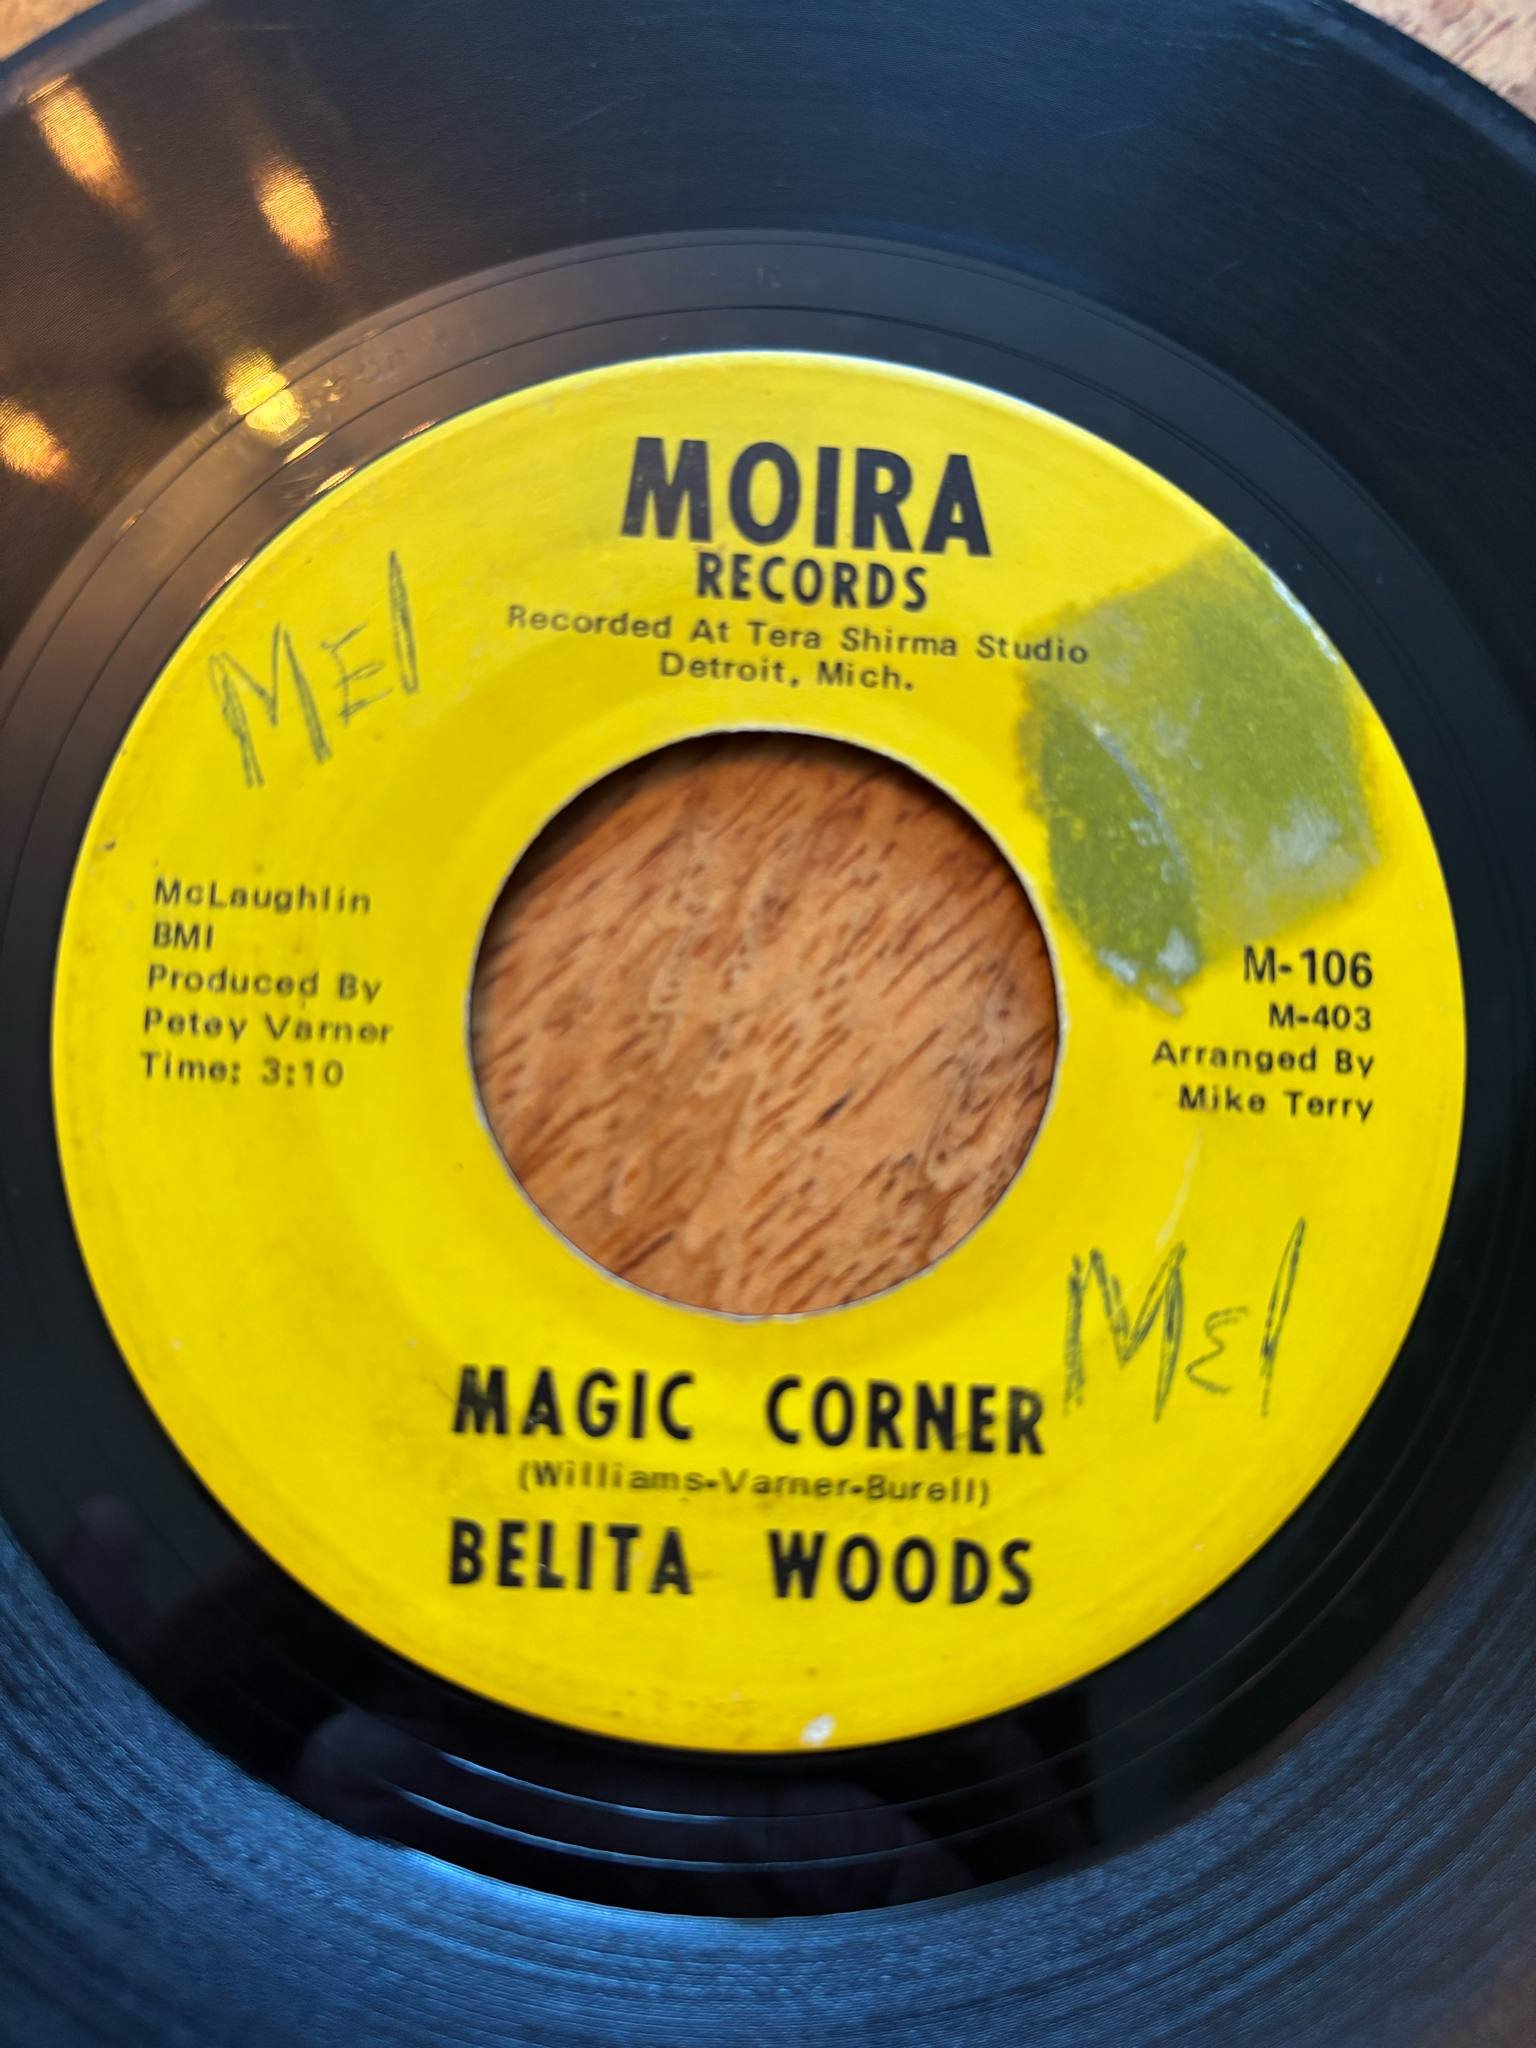 MOIRA
RECORDS
Recorded At Tera Shirma Studio
Detroit, Mich.
MEl
McLaughlin
BMI
Produced By
Petey Varner
Time: 3:10
M-106
M-403
Arranged By
Mike Terry
MEl
MAGIC CORNER
(Williams-Varner-Burell)
BELITA WOODS